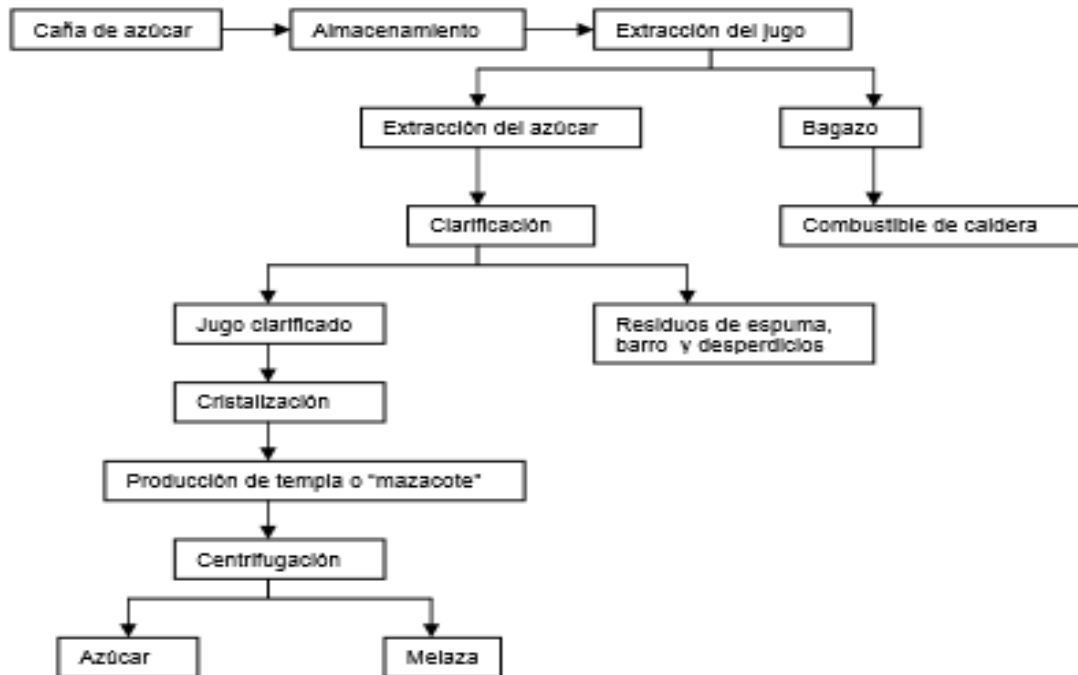 Caña de azúcar
Almacenamiento
Extracción del jugo
Extracción del azúcar
Bagazo
Clarificación
Combustible de caldera
Jugo clarificado
Residuos de espuma,
barro y desperdicios
Cristalización
Producción de templa o "mazacote"
Centrifugación
Azúcar
Melaza